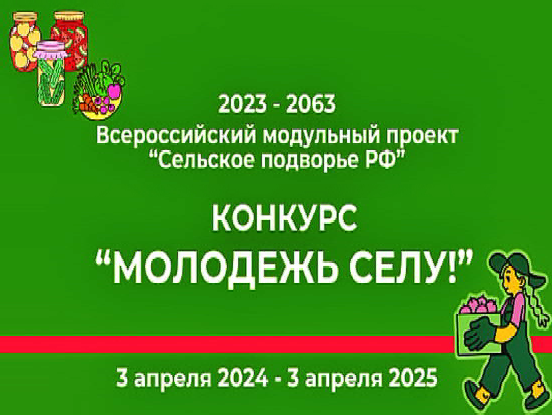 2023 - 2063
Всероссийский модульный проект
“Сельское подворье РФ”
КОНКУРС
“МОЛОДЕЖЬ СЕЛУ!”
3 апреля 2024 - 3 апреля 2025